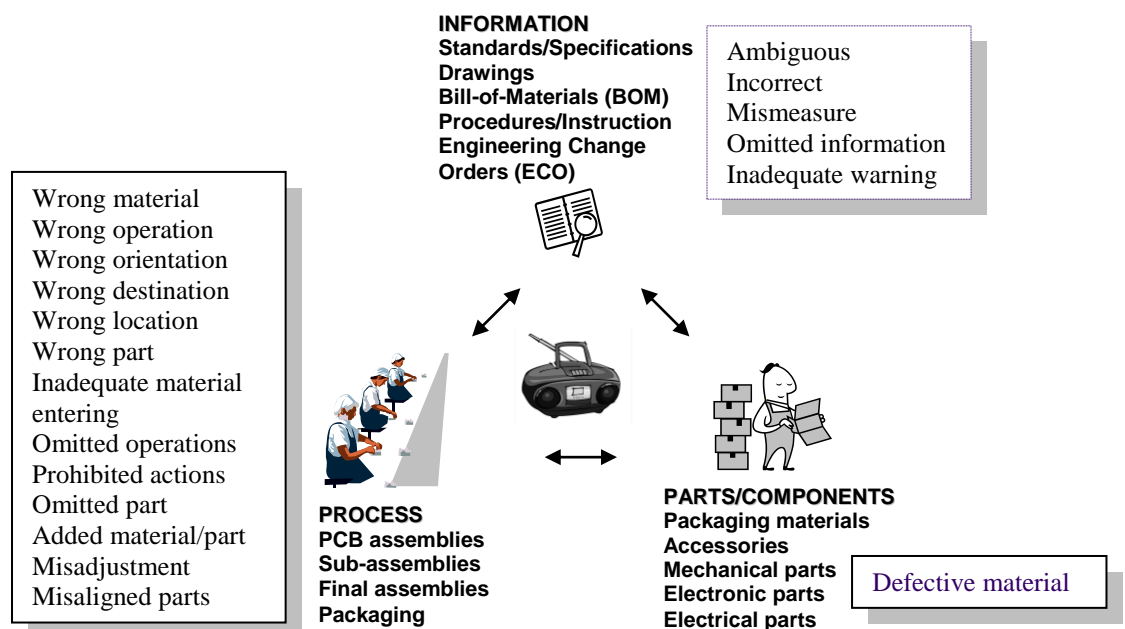 INFORMATION
Standards/Specifications
Drawings
Bill-of-Materials (BOM)
Procedures/Instruction
Engineering Change
Orders (ECO)
Ambiguous
Incorrect
Mismeasure
Omitted information
Inadequate warning
Wrong material
Wrong operation
Wrong orientation
Wrong destination
Wrong location
Wrong part
Inadequate material
entering
Omitted operations
Prohibited actions
Omitted part
Added material/part
Misadjustment
Misaligned parts
PROCESS
PCB assemblies
Sub-assemblies
Final assemblies
Packaging
PARTS/COMPONENTS
Packaging materials
Accessories
Mechanical parts
Electronic parts
Electrical parts
Defective material